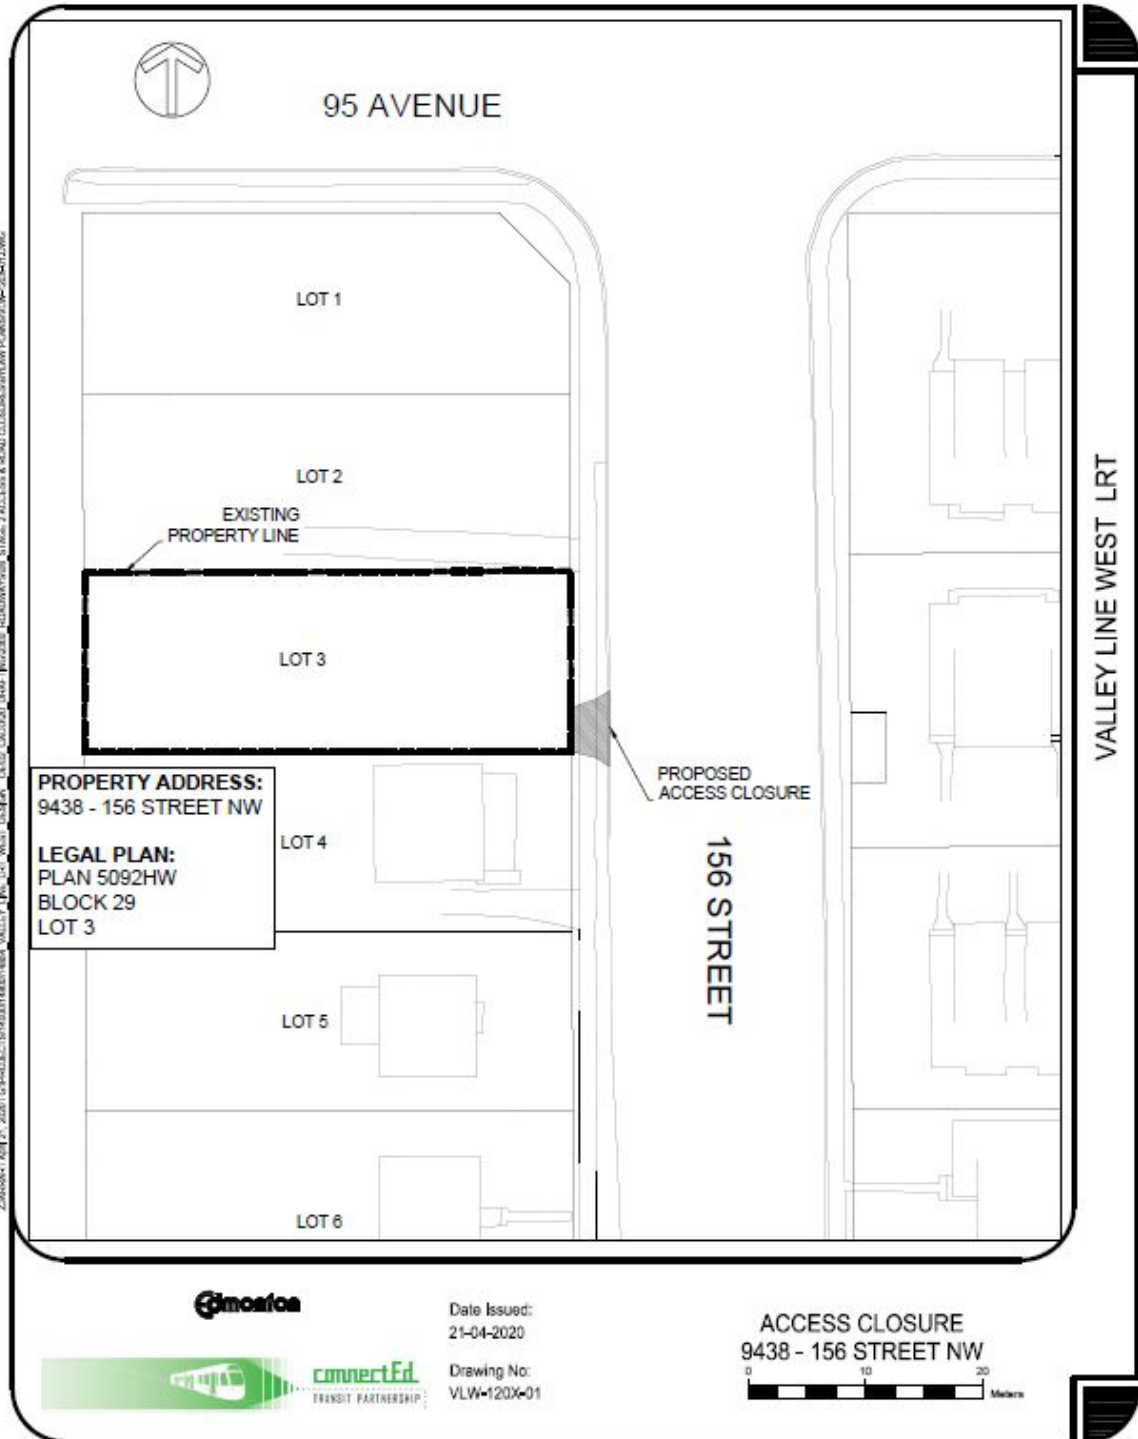 95 AVENUE
LOT 1
LOT 2
EXISTING
PROPERTY LINE
LOT 3
PROPOSED
ACCESS CLOSURE
PROPERTY ADDRESS:
9438 - 156 STREET NW
LEGAL PLAN:
PLAN 5092HW
BLOCK 29
LOT 3
LOT 4
156 STREET
LOT 5
LOT 6
VALLEY LINE WEST LRT
Edmonton
connectEd
TRANSIT PARTNERSHIP
Date Issued:
21-04-2020
Drawing No:
VLW-120X-01
ACCESS CLOSURE
9438 - 156 STREET NW
0 10 20
Meters